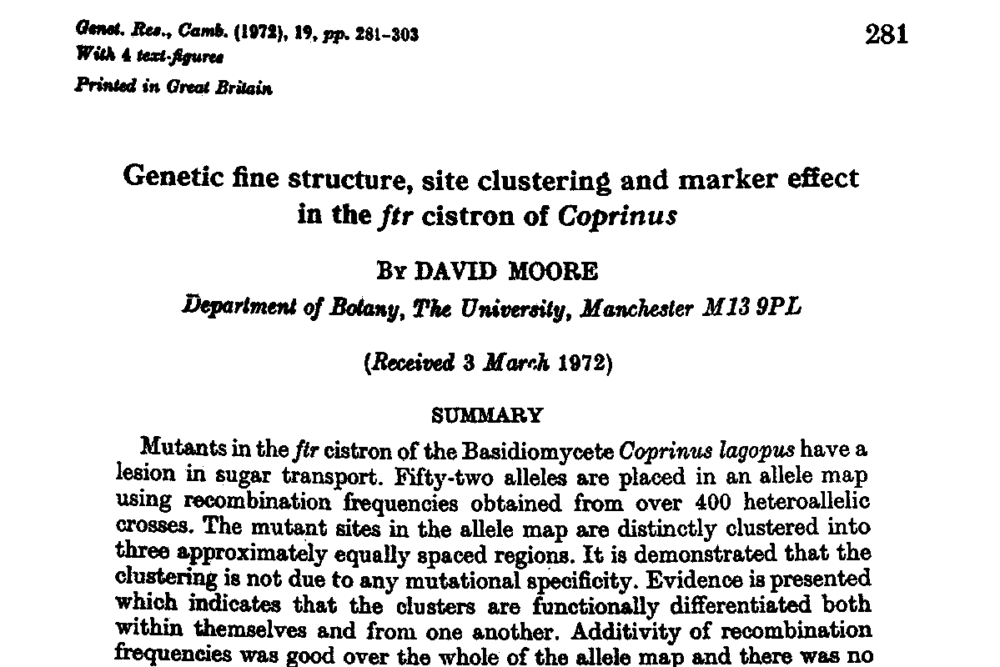 Genet. Res., Camb. (1972), 19, pp. 281-303
281
With 4 text-figures
Printed in Great Britain
Genetic fine structure, site clustering and marker effect
in the ftr cistron of Coprinus
By DAVID MOORE
Department of Botany, The University, Manchester M13 9PL
(Received 3 March 1972)
SUMMARY
Mutants in the ftr cistron of the Basidiomycete Coprinus lagopus have a
lesion in sugar transport. Fifty-two alleles are placed in an allele map
using recombination frequencies obtained from over 400 heteroallelic
crosses. The mutant sites in the allele map are distinctly clustered into
three approximately equally spaced regions. It is demonstrated that the
clustering is not due to any mutational specificity. Evidence is presented
which indicates that the clusters are functionally differentiated both
within themselves and from one another. Additivity of recombination
frequencies was good over the whole of the allele map and there was no